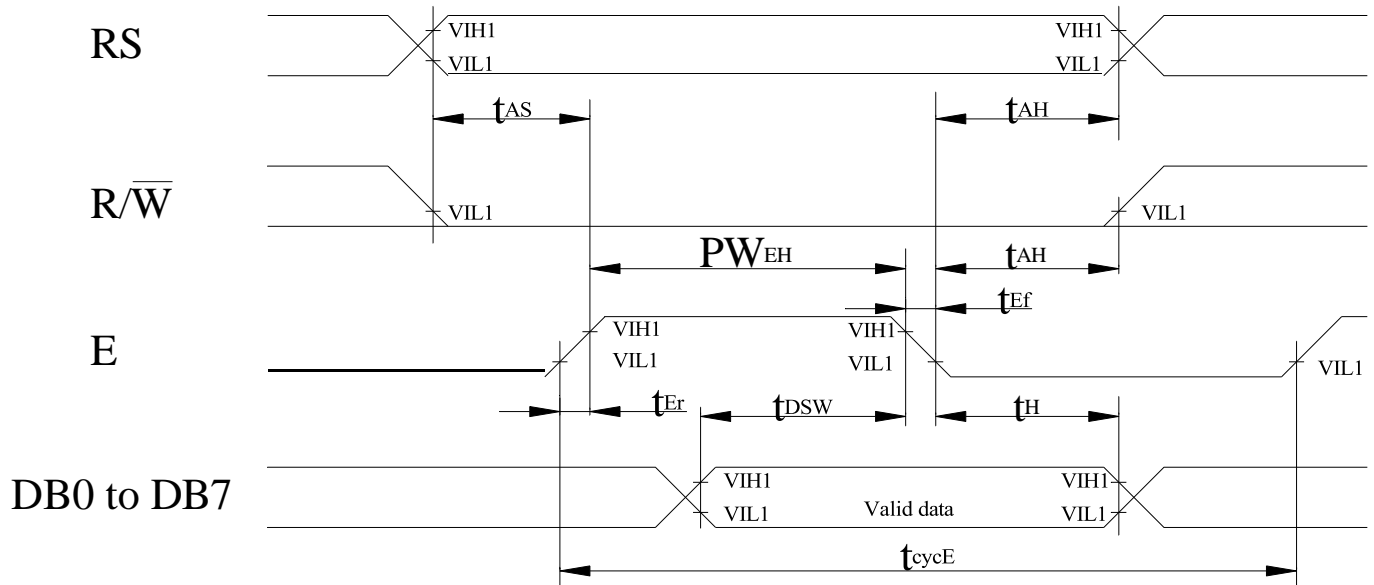 RS
VIH1
VIH1
VIL1
VIL1
tAS
tAH
R/W̅
VIL1
VIL1
PWEH
tAH
tEf
E
VIH1
VIH1
VIL1
VIL1
VIL1
tEr
tDSW
tH
DB0 to DB7
VIH1
VIH1
VIL1
Valid data
VIL1
tcycE